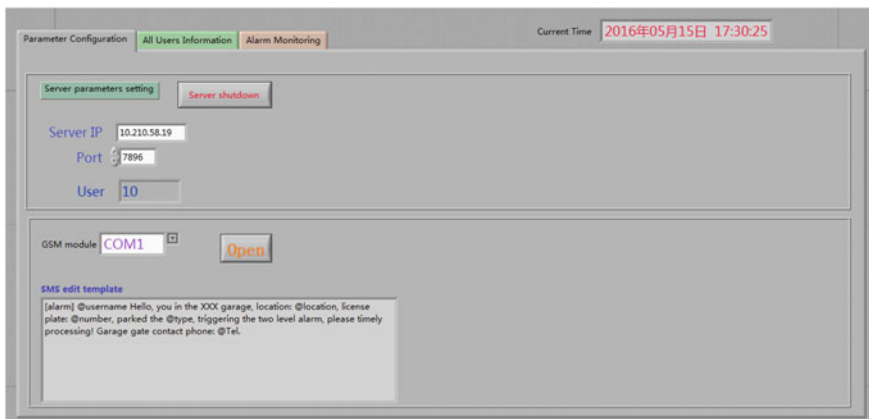 Parameter Configuration All Users Information Alarm Monitoring Current Time 2016年05月15日 17:30:25
Server parameters setting Server shutdown
Server IP 10.210.58.19
Port 7896
User 10
GSM module COM1 Open
SMS edit template
[alarm] @username Hello, you in the XXX garage, location: @location, license
plate: @number, parked the @type, triggering the two level alarm, please timely
processing! Garage gate contact phone: @Tel.